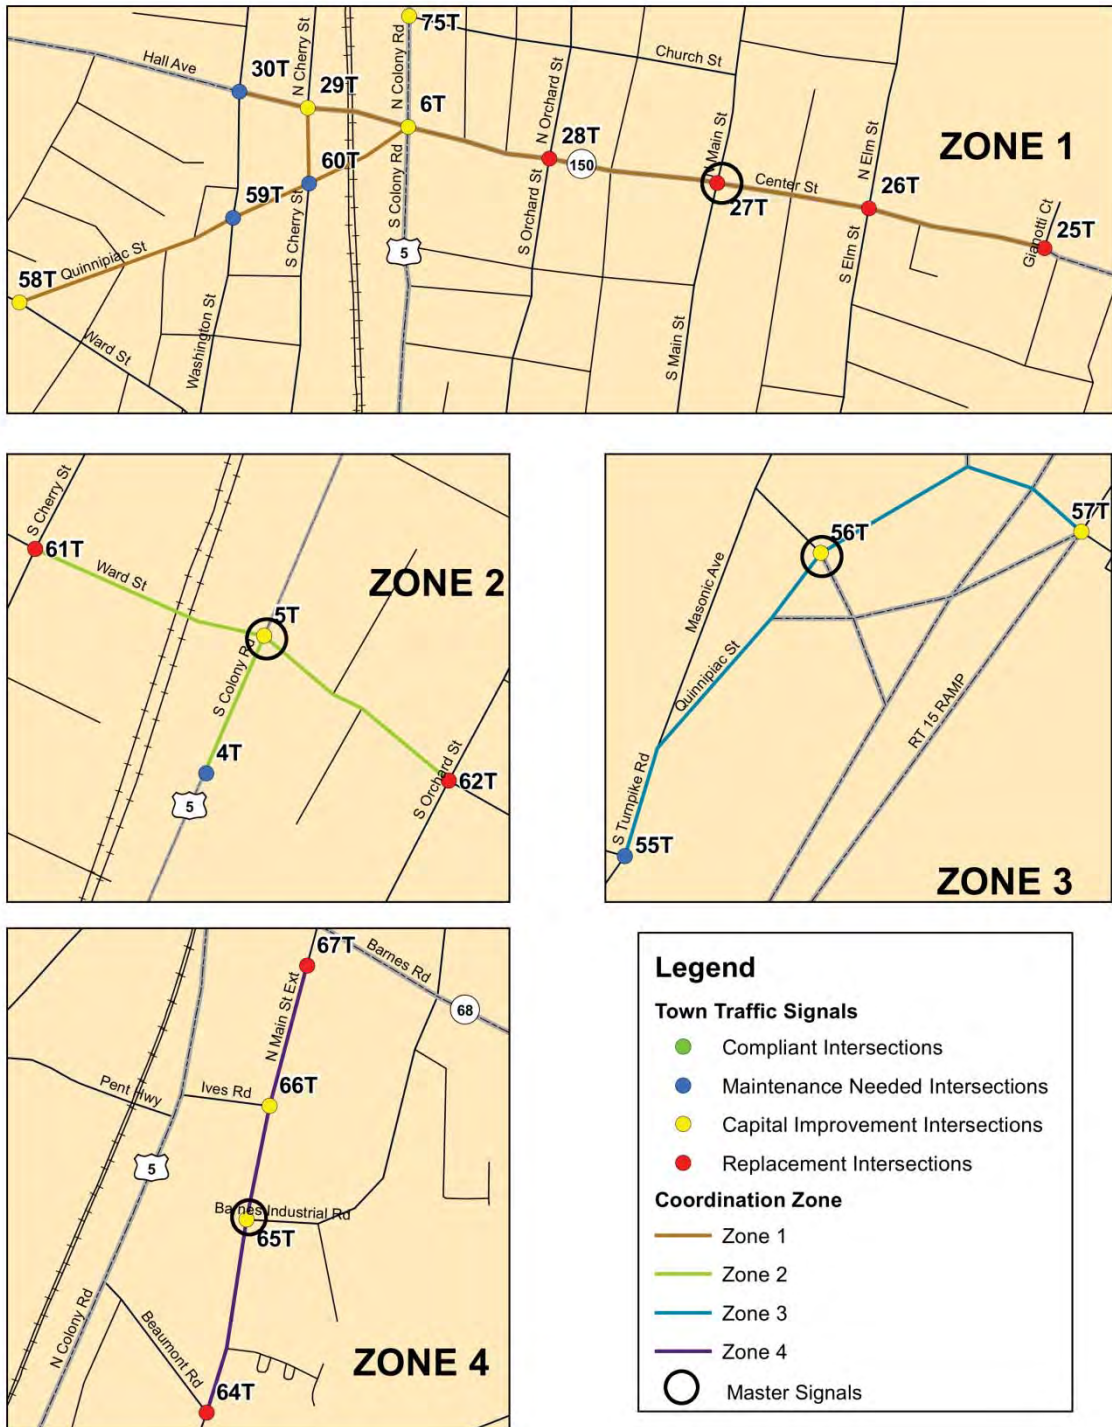 75T
Church St
Hall Ave
30T
N Cherry St
29T
N Colony Rd
6T
N Orchard St
28T
150
N Main St
27T
Center St
N Elm St
26T
ZONE 1
Gianotti Ct
25T
60T
59T
S Cherry St
S Colony Rd
5
S Orchard St
S Main St
S Elm St
58T
Quinnipiac St
Ward St
Washington St
S Cherry St
61T
Ward St
ZONE 2
5T
S Colony Rd
4T
5
S Orchard St
62T
56T
57T
Masonic Ave
Quinnipiac St
RT 15 RAMP
S Turnpike Rd
55T
ZONE 3
67T
Barnes Rd
68
N Main St Ext
66T
Ives Rd
Pent Hwy
5
Barnes Industrial Rd
65T
N Colony Rd
Beaumont Rd
64T
ZONE 4
Legend
Town Traffic Signals
Compliant Intersections
Maintenance Needed Intersections
Capital Improvement Intersections
Replacement Intersections
Coordination Zone
Zone 1
Zone 2
Zone 3
Zone 4
Master Signals